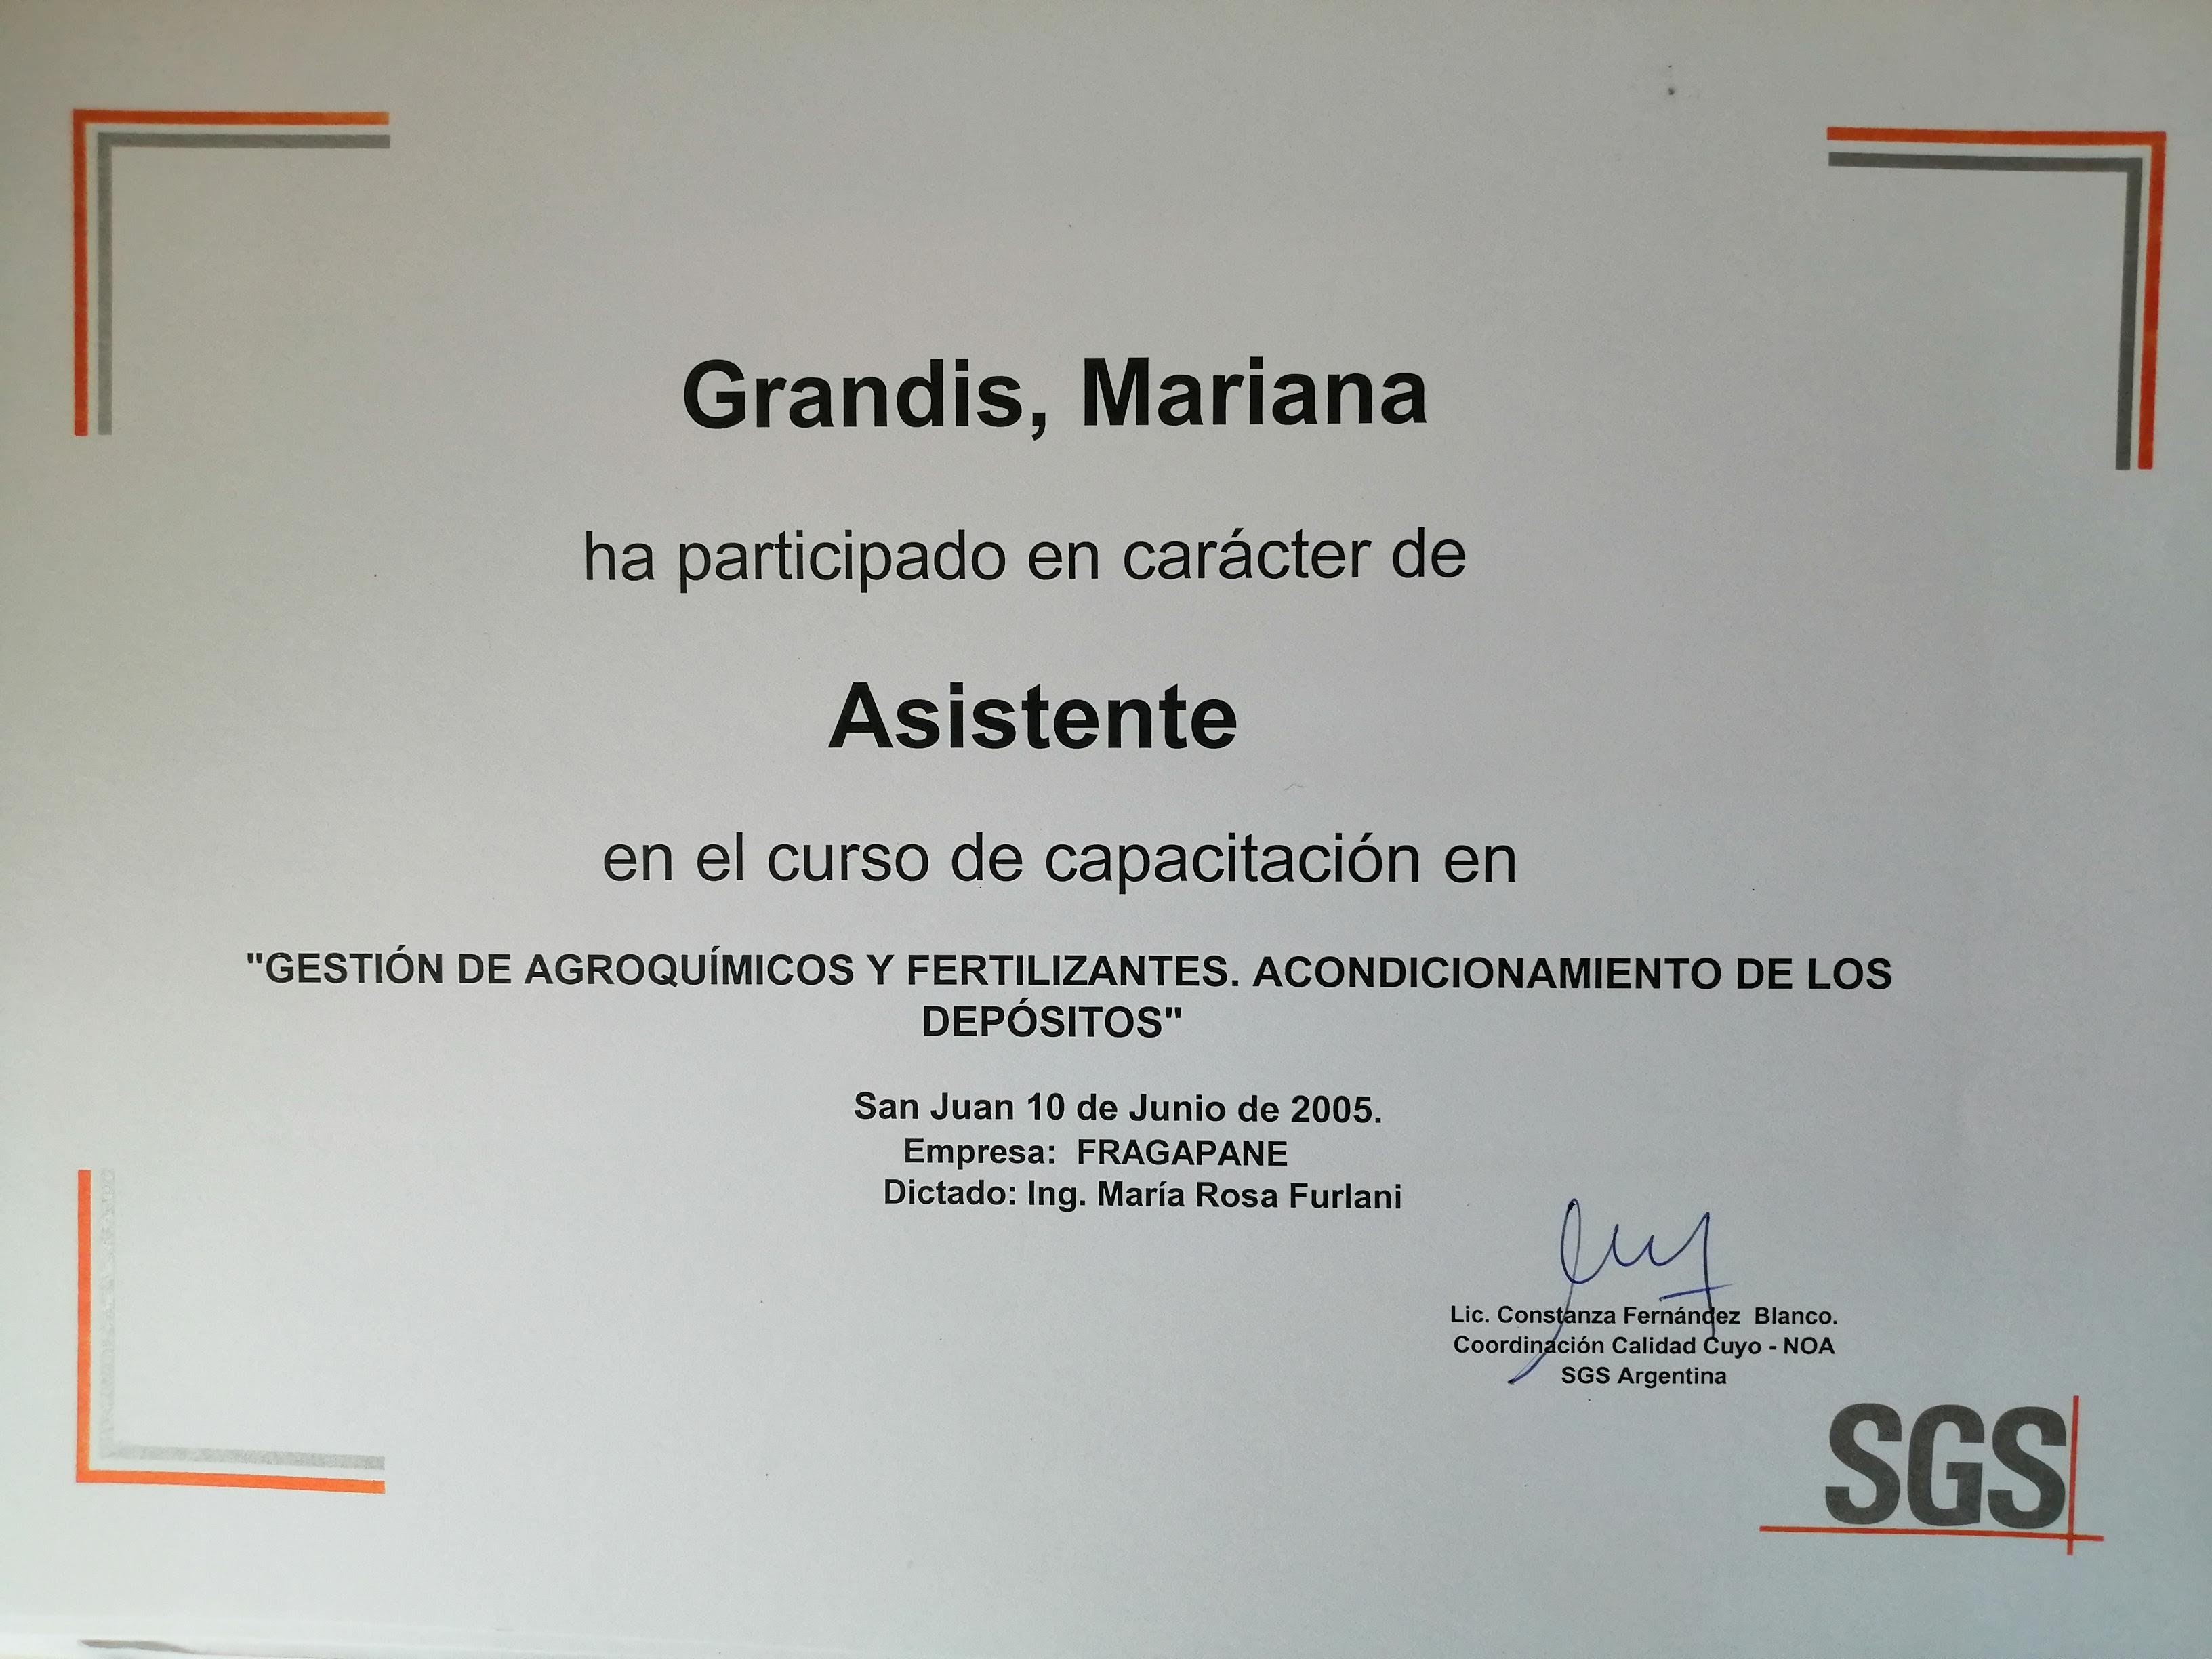 Grandis, Mariana
ha participado en carácter de
Asistente
en el curso de capacitación en
"GESTIÓN DE AGROQUÍMICOS Y FERTILIZANTES. ACONDICIONAMIENTO DE LOS
DEPÓSITOS"
San Juan 10 de Junio de 2005.
Empresa:  FRAGAPANE
Dictado: Ing. María Rosa Furlani
Lic. Constanza Fernández  Blanco.
Coordinación Calidad Cuyo - NOA
SGS Argentina
SGS